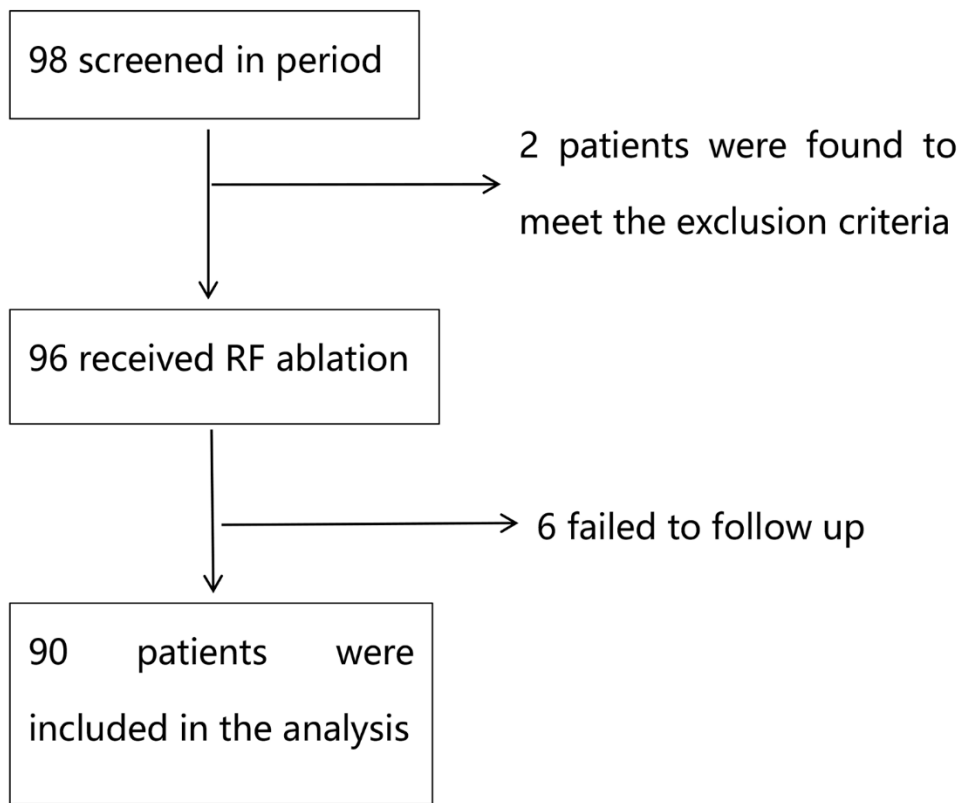 98 screened in period
2 patients were found to
meet the exclusion criteria
96 received RF ablation
6 failed to follow up
90 patients were
included in the analysis